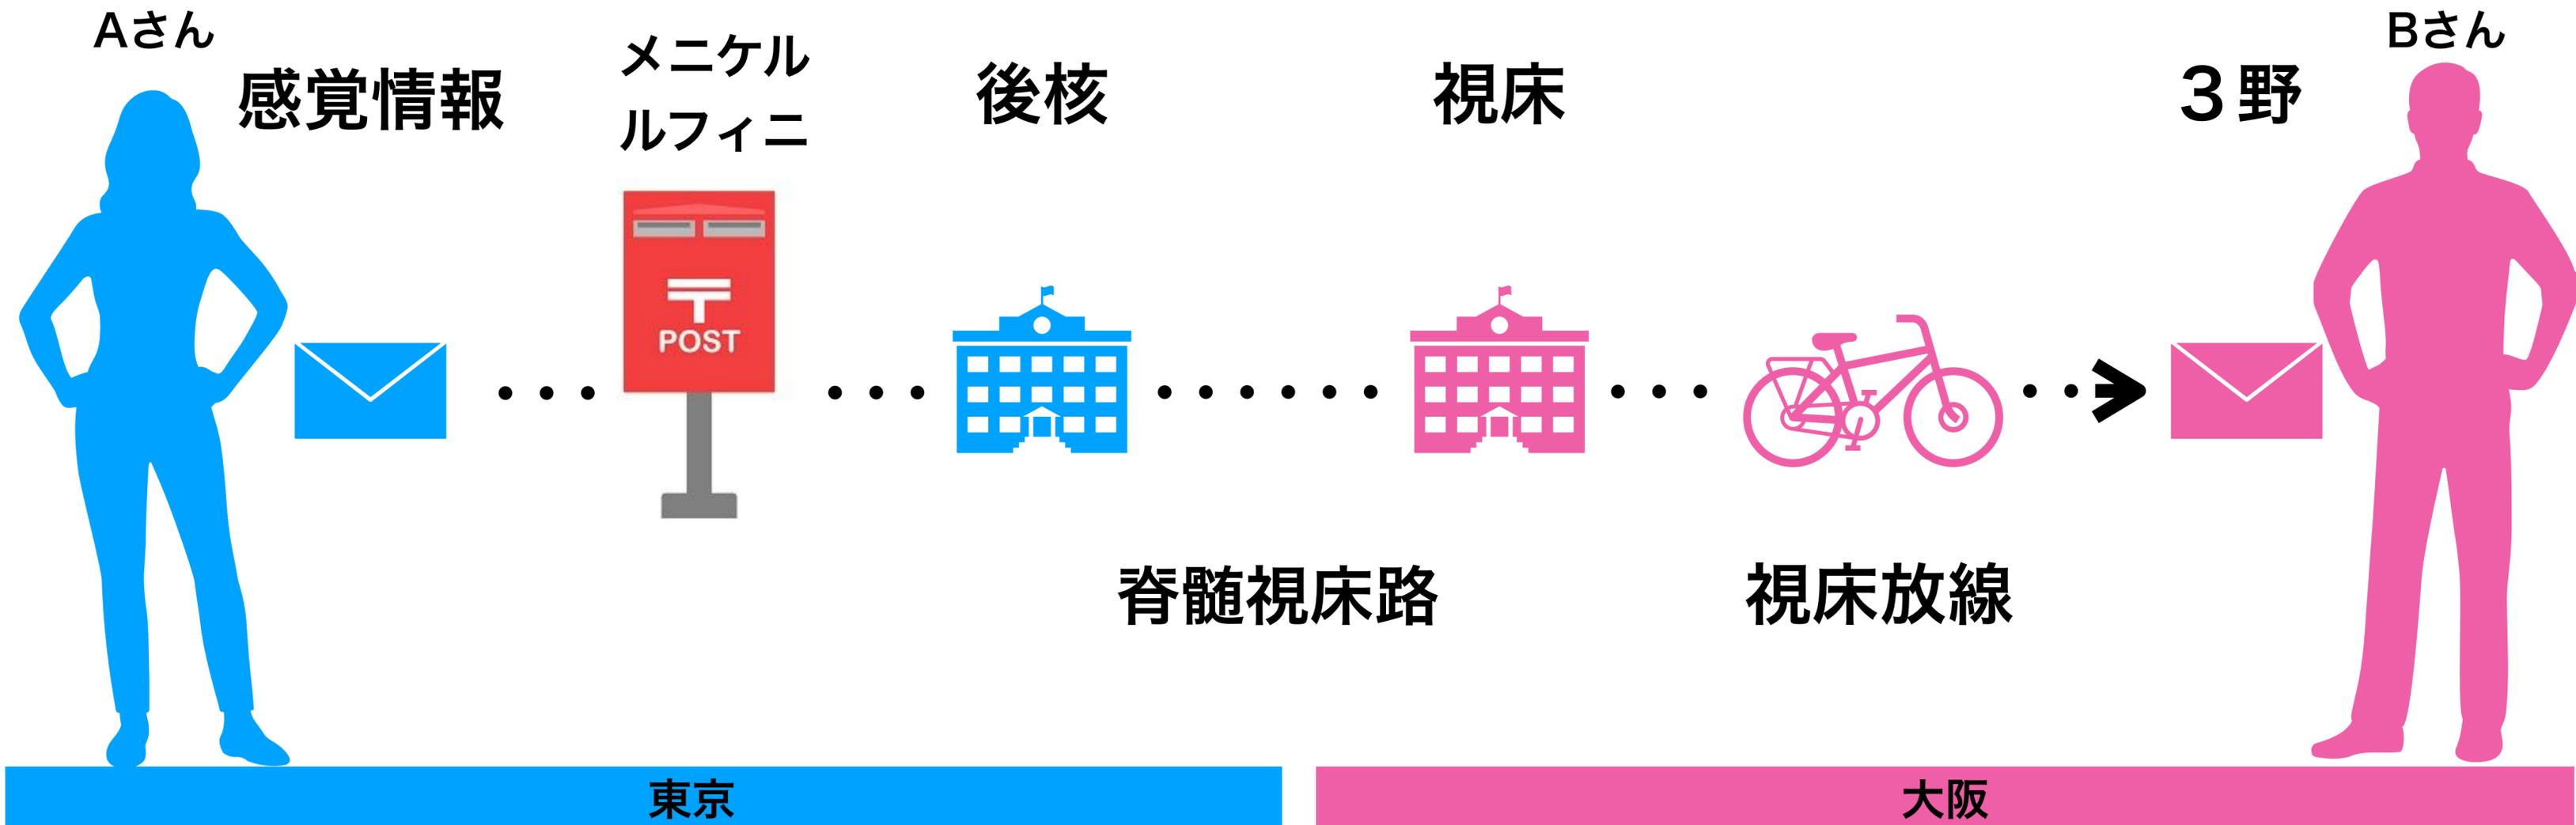 Aさん
感覚情報
メニケル
ルフィニ
後核
視床
３野
Bさん
POST
脊髄視床路
視床放線
東京
大阪